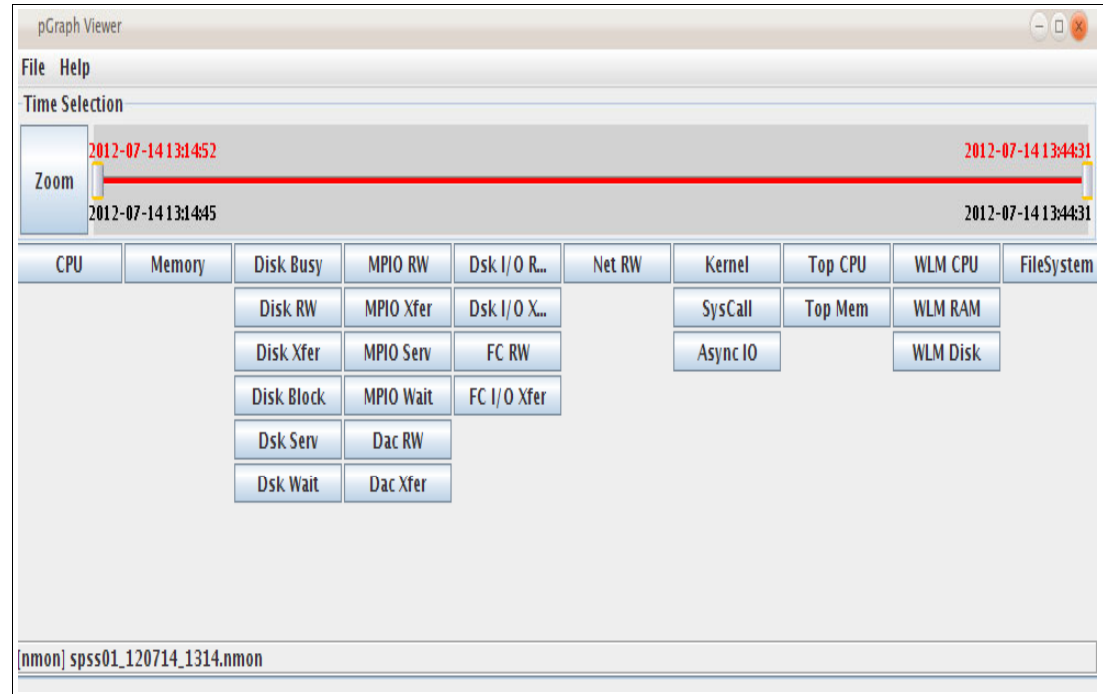 pGraph Viewer
File Help
Time Selection
Zoom
2012-07-14 13:14:52 2012-07-14 13:44:31
2012-07-14 13:14:45 2012-07-14 13:44:31
CPU Memory Disk Busy MPIO RW Dsk I/O R... Net RW Kernel Top CPU WLM CPU FileSystem
Disk RW MPIO Xfer Dsk I/O X... SysCall Top Mem WLM RAM
Disk Xfer MPIO Serv FC RW Async IO WLM Disk
Disk Block MPIO Wait FC I/O Xfer
Dsk Serv Dac RW
Dsk Wait Dac Xfer
[nmon] spss01_120714_1314.nmon